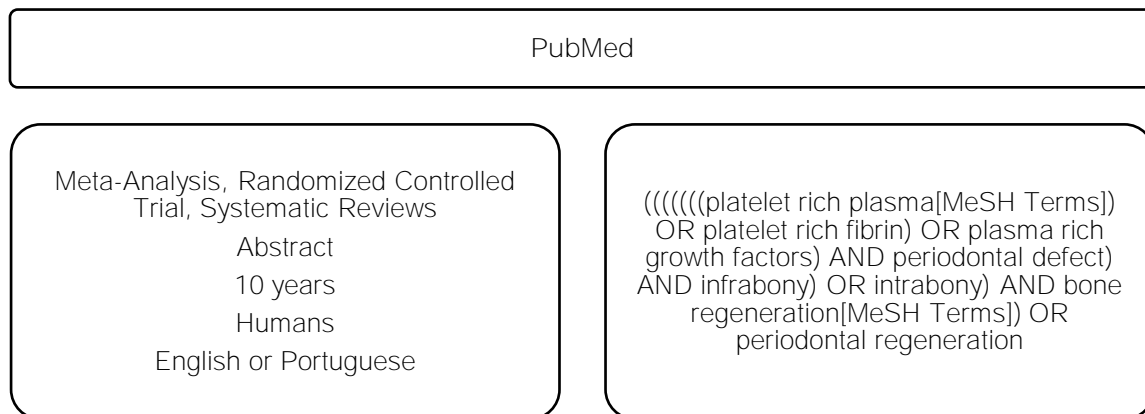 PubMed
Meta-Analysis, Randomized Controlled
Trial, Systematic Reviews
Abstract
10 years
Humans
English or Portuguese
(((((((platelet rich plasma[MeSH Terms])
OR platelet rich fibrin) OR plasma rich
growth factors) AND periodontal defect)
AND infrabony) OR intrabony) AND bone
regeneration[MeSH Terms]) OR
periodontal regeneration